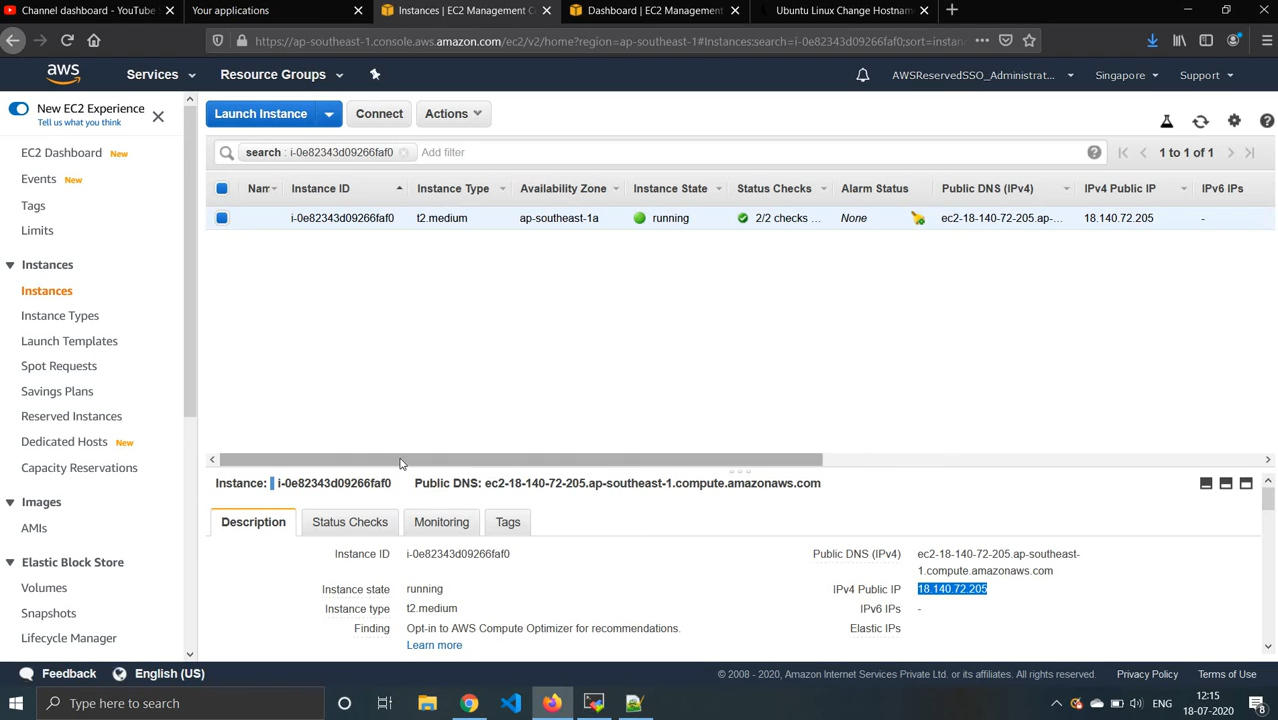 Channel dashboard - YouTube
Your applications
Instances | EC2 Management C
Dashboard | EC2 Management
Ubuntu Linux Change Hostname
https://ap-southeast-1.console.aws.amazon.com/ec2/v2/home?region=ap-southeast-1#Instances:search=i-0e82343d09266faf0;sort=instan
aws
Services
Resource Groups
AWSReservedSSO_Administrat...
Singapore
Support
New EC2 Experience
Tell us what you think
Launch Instance
Connect
Actions
search : i-0e82343d09266faf0
Add filter
1 to 1 of 1
EC2 Dashboard New
Events New
Tags
Limits
Instances
Instances
Instance Types
Launch Templates
Spot Requests
Savings Plans
Reserved Instances
Dedicated Hosts New
Capacity Reservations
Images
AMIs
Elastic Block Store
Volumes
Snapshots
Lifecycle Manager
Nam
Instance ID
Instance Type
Availability Zone
Instance State
Status Checks
Alarm Status
Public DNS (IPv4)
IPv4 Public IP
IPv6 IPs
i-0e82343d09266faf0
t2.medium
ap-southeast-1a
running
2/2 checks ...
None
ec2-18-140-72-205.ap-...
18.140.72.205
-
Instance: i-0e82343d09266faf0
Public DNS: ec2-18-140-72-205.ap-southeast-1.compute.amazonaws.com
Description
Status Checks
Monitoring
Tags
Instance ID
i-0e82343d09266faf0
Instance state
running
Instance type
t2.medium
Finding
Opt-in to AWS Compute Optimizer for recommendations.
Learn more
Public DNS (IPv4)
ec2-18-140-72-205.ap-southeast-
1.compute.amazonaws.com
IPv4 Public IP
18.140.72.205
IPv6 IPs
-
Elastic IPs
Feedback
English (US)
© 2008 - 2020, Amazon Internet Services Private Ltd. or its affiliates. All rights reserved.
Privacy Policy
Terms of Use
Type here to search
ENG
12:15
18-07-2020
8